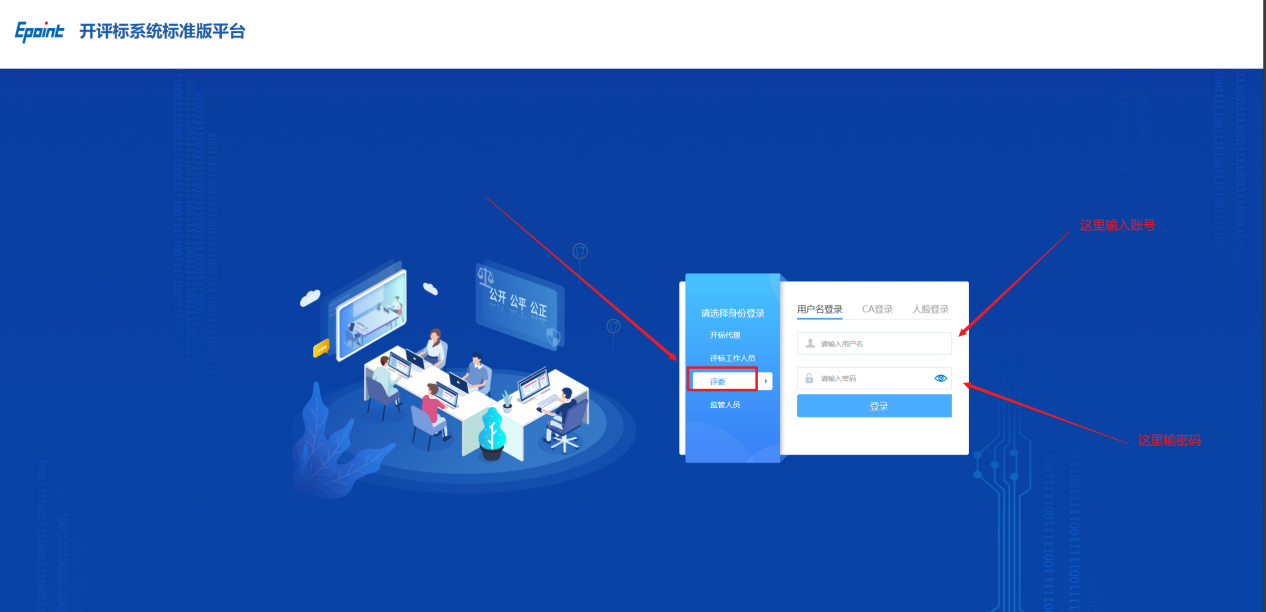 Epoint 开评标系统标准版平台
这里输入账号
公开 公平 公正
请选择身份登录
开标代理
评标工作人员
评委
监管人员
用户名登录 CA登录 人脸登录
请输入用户名
请输入密码
登录
这里输密码